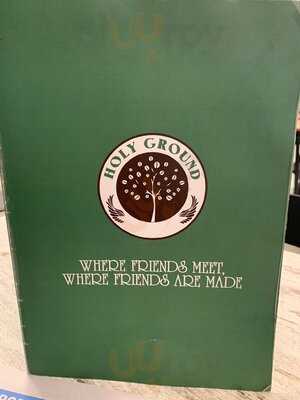 HOLY GROUND
WHERE FRIENDS MEET,
WHERE FRIENDS ARE MADE